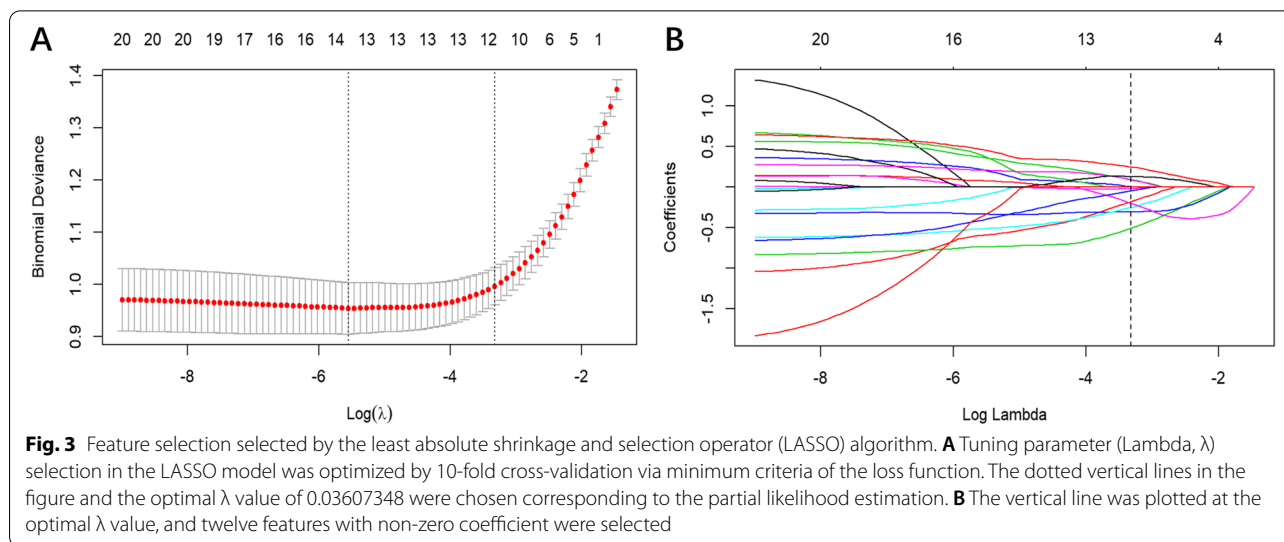 A
20 20 20 19 17 16 16 14 13 13 13 13 12 10 6 5 1
1.4
1.3
1.2
1.1
1.0
0.9
Binomial Deviance
-8 -6 -4 -2
Log(λ)
B
20 16 13 4
1.0
0.5
-0.5
-1.5
Coefficients
-8 -6 -4 -2
Log Lambda
Fig. 3 Feature selection selected by the least absolute shrinkage and selection operator (LASSO) algorithm. A Tuning parameter (Lambda, λ)
selection in the LASSO model was optimized by 10-fold cross-validation via minimum criteria of the loss function. The dotted vertical lines in the
figure and the optimal λ value of 0.03607348 were chosen corresponding to the partial likelihood estimation. B The vertical line was plotted at the
optimal λ value, and twelve features with non-zero coefficient were selected